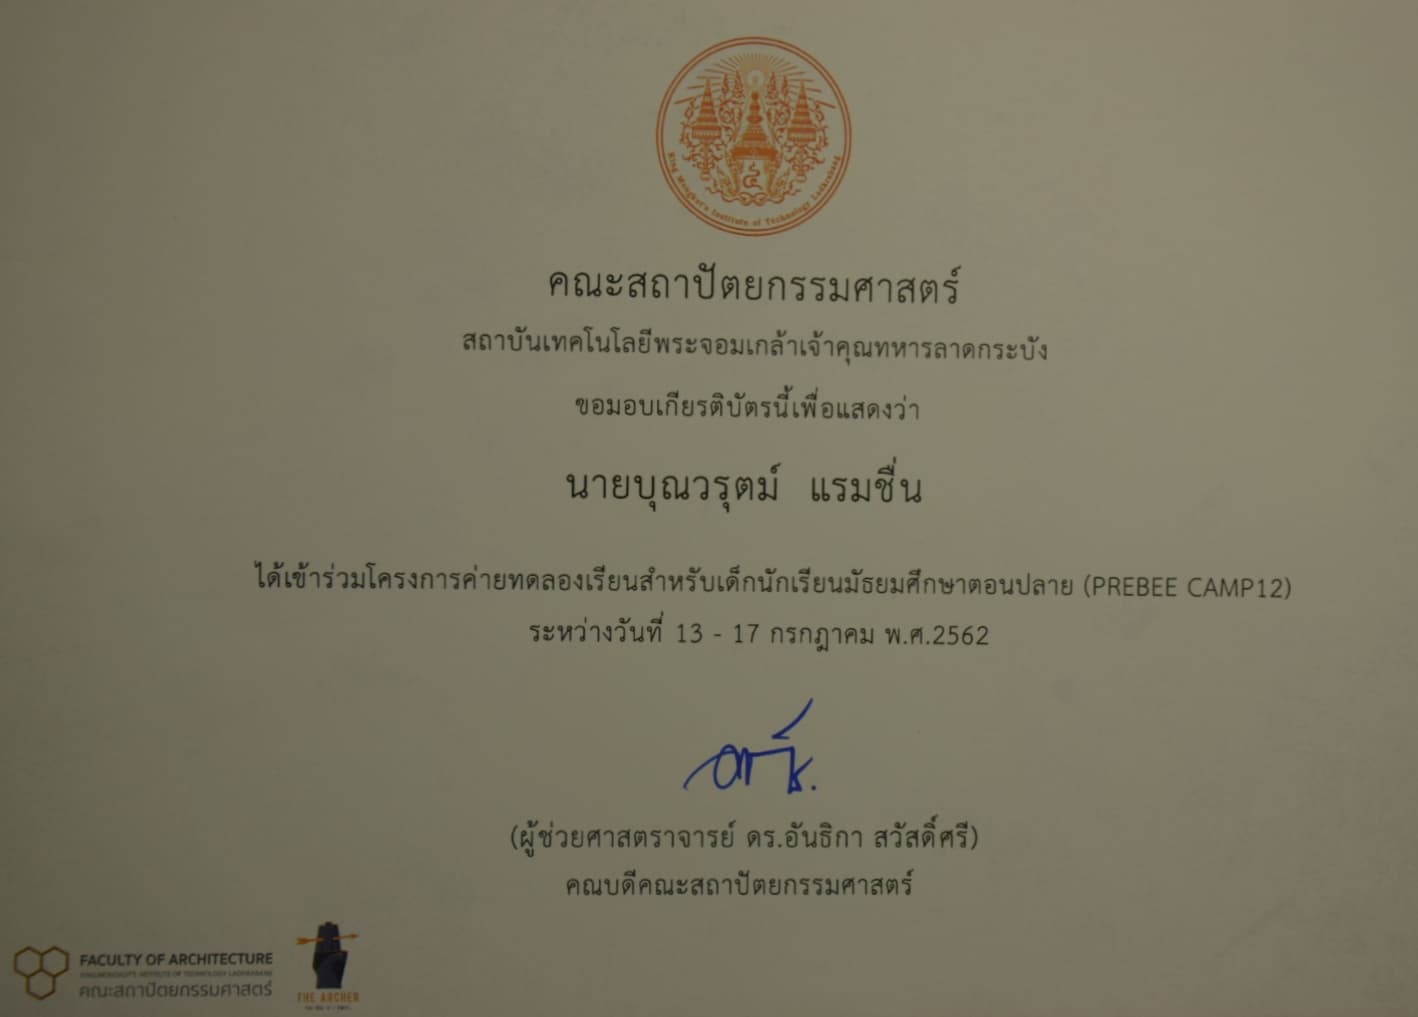 King Mongkut's Institute of Technology Ladkrabang
คณะสถาปัตยกรรมศาสตร์
สถาบันเทคโนโลยีพระจอมเกล้าเจ้าคุณทหารลาดกระบัง
ขอมอบเกียรติบัตรนี้เพื่อแสดงว่า
นายบุณวรุตม์ แรมชื่น
ได้เข้าร่วมโครงการค่ายทดลองเรียนสำหรับเด็กนักเรียนมัธยมศึกษาตอนปลาย (PREBEE CAMP12)
ระหว่างวันที่ 13 - 17 กรกฎาคม พ.ศ.2562
(ผู้ช่วยศาสตราจารย์ ดร.อันธิกา สวัสดิ์ศรี)
คณบดีคณะสถาปัตยกรรมศาสตร์
FACULTY OF ARCHITECTURE
KING MONGKUT'S INSTITUTE OF TECHNOLOGY LADKRABANG
คณะสถาปัตยกรรมศาสตร์
THE ARCHER